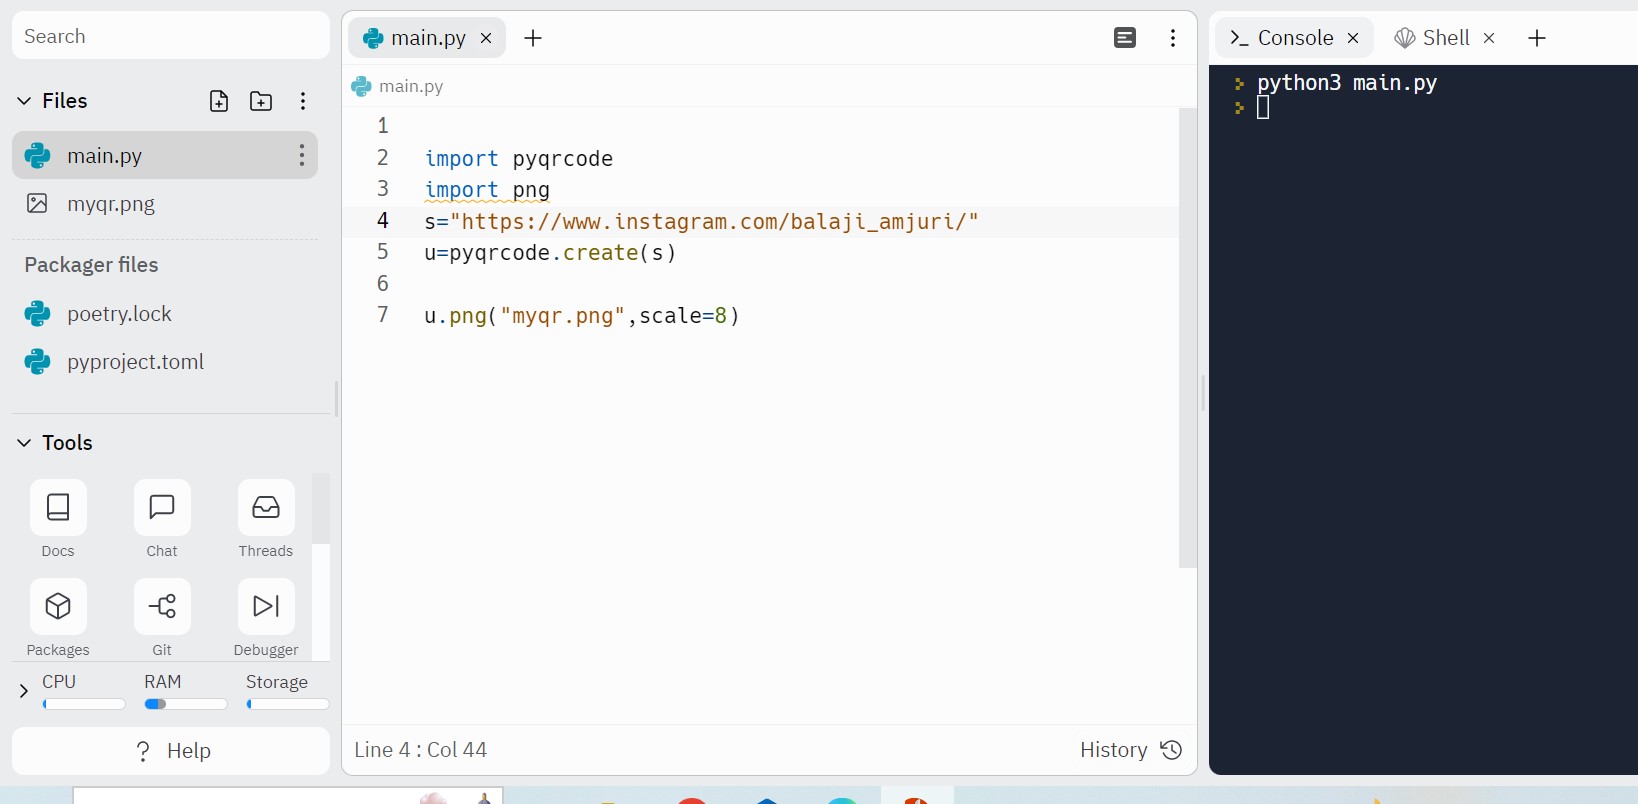 Search
Files
main.py
myqr.png
Packager files
poetry.lock
pyproject.toml
Tools
Docs Chat Threads
Packages Git Debugger
CPU RAM Storage
? Help
main.py
main.py
1
2 import pyqrcode
3 import png
4 s="https://www.instagram.com/balaji_amjuri/"
5 u=pyqrcode.create(s)
6
7 u.png("myqr.png",scale=8)
Line 4 : Col 44 History
Console Shell
python3 main.py